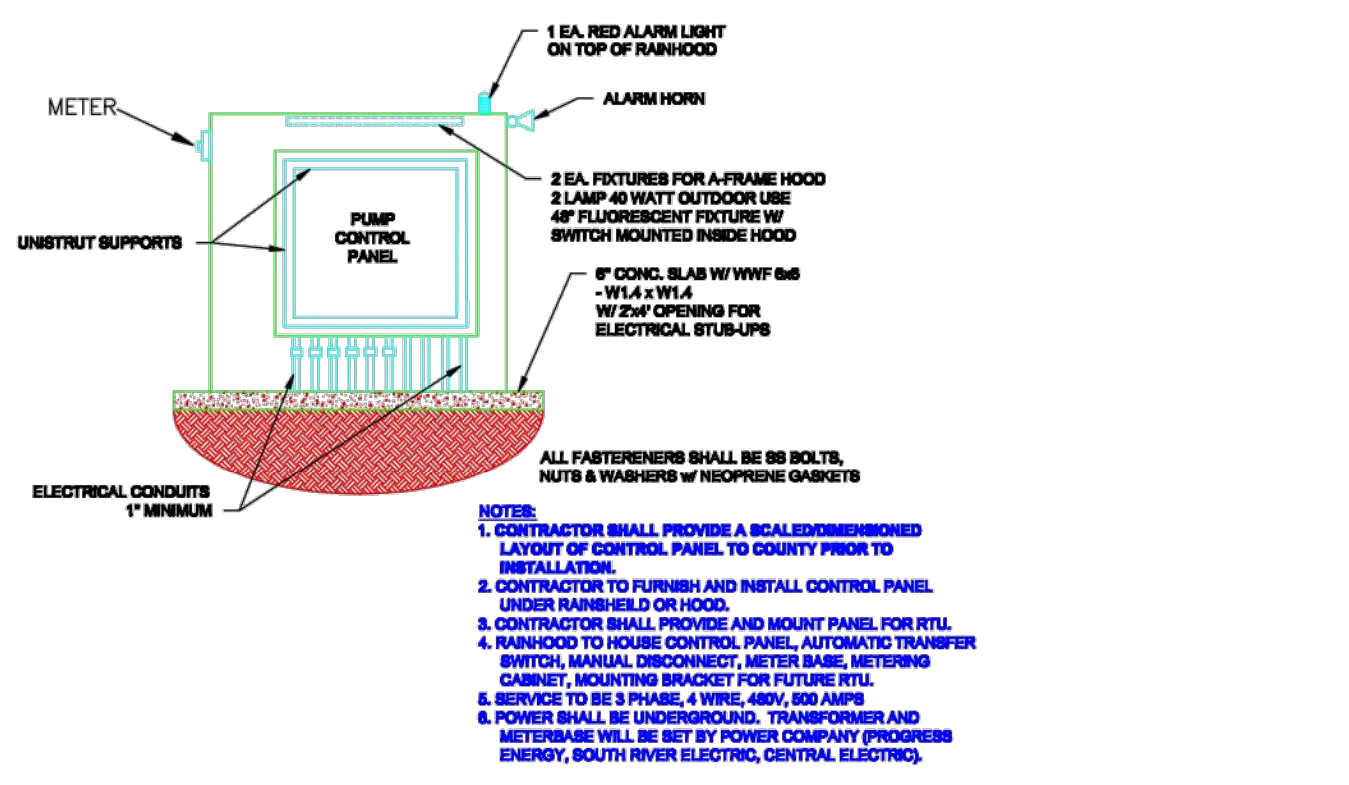 1 EA. RED ALARM LIGHT
ON TOP OF RAINHOOD
METER
ALARM HORN
2 EA. FIXTURES FOR A-FRAME HOOD
2 LAMP 40 WATT OUTDOOR USE
48" FLUORESCENT FIXTURE W/
SWITCH MOUNTED INSIDE HOOD
PUMP
CONTROL
PANEL
UNISTRUT SUPPORTS
6" CONC. SLAB W/ WWF 6x6
- W1.4 x W1.4
W/ 2'x4' OPENING FOR
ELECTRICAL STUB-UPS
ALL FASTERENERS SHALL BE SS BOLTS,
NUTS & WASHERS w/ NEOPRENE GASKETS
ELECTRICAL CONDUITS
1" MINIMUM
NOTES:
1. CONTRACTOR SHALL PROVIDE A SCALED/DIMENSIONED
LAYOUT OF CONTROL PANEL TO COUNTY PRIOR TO
INSTALLATION.
2. CONTRACTOR TO FURNISH AND INSTALL CONTROL PANEL
UNDER RAINSHEILD OR HOOD.
3. CONTRACTOR SHALL PROVIDE AND MOUNT PANEL FOR RTU.
4. RAINHOOD TO HOUSE CONTROL PANEL, AUTOMATIC TRANSFER
SWITCH, MANUAL DISCONNECT, METER BASE, METERING
CABINET, MOUNTING BRACKET FOR FUTURE RTU.
5. SERVICE TO BE 3 PHASE, 4 WIRE, 480V, 500 AMPS
6. POWER SHALL BE UNDERGROUND. TRANSFORMER AND
METERBASE WILL BE SET BY POWER COMPANY (PROGRESS
ENERGY, SOUTH RIVER ELECTRIC, CENTRAL ELECTRIC).